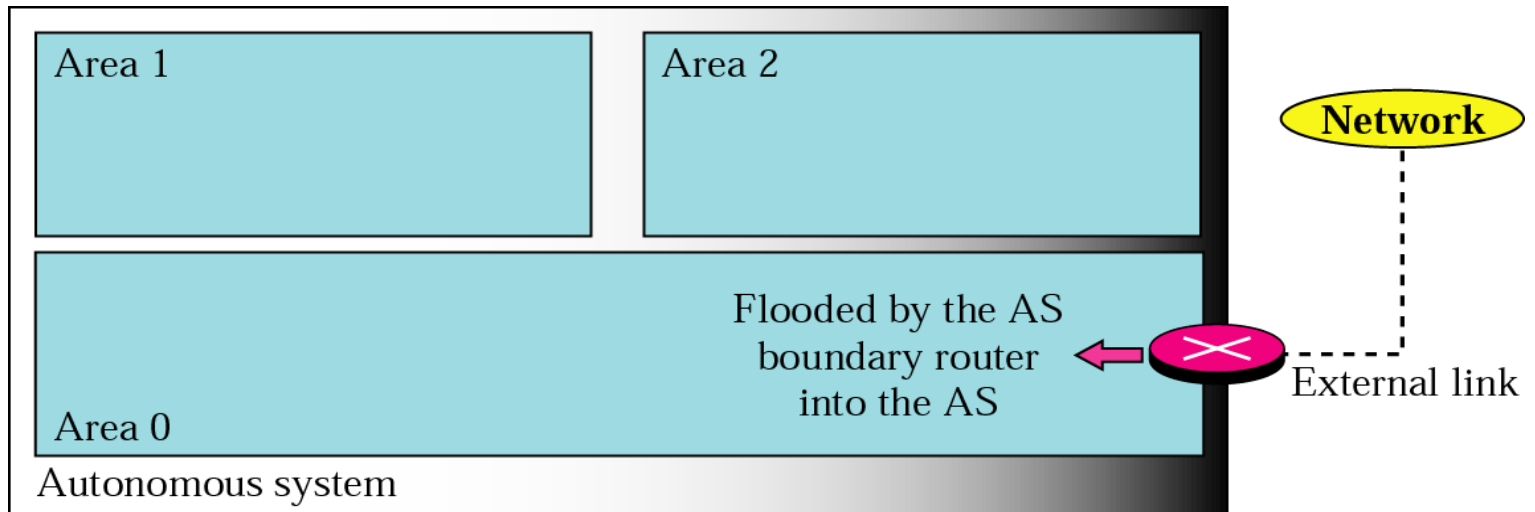 Area 1
Area 2
Network
Flooded by the AS
boundary router
into the AS
External link
Area 0
Autonomous system